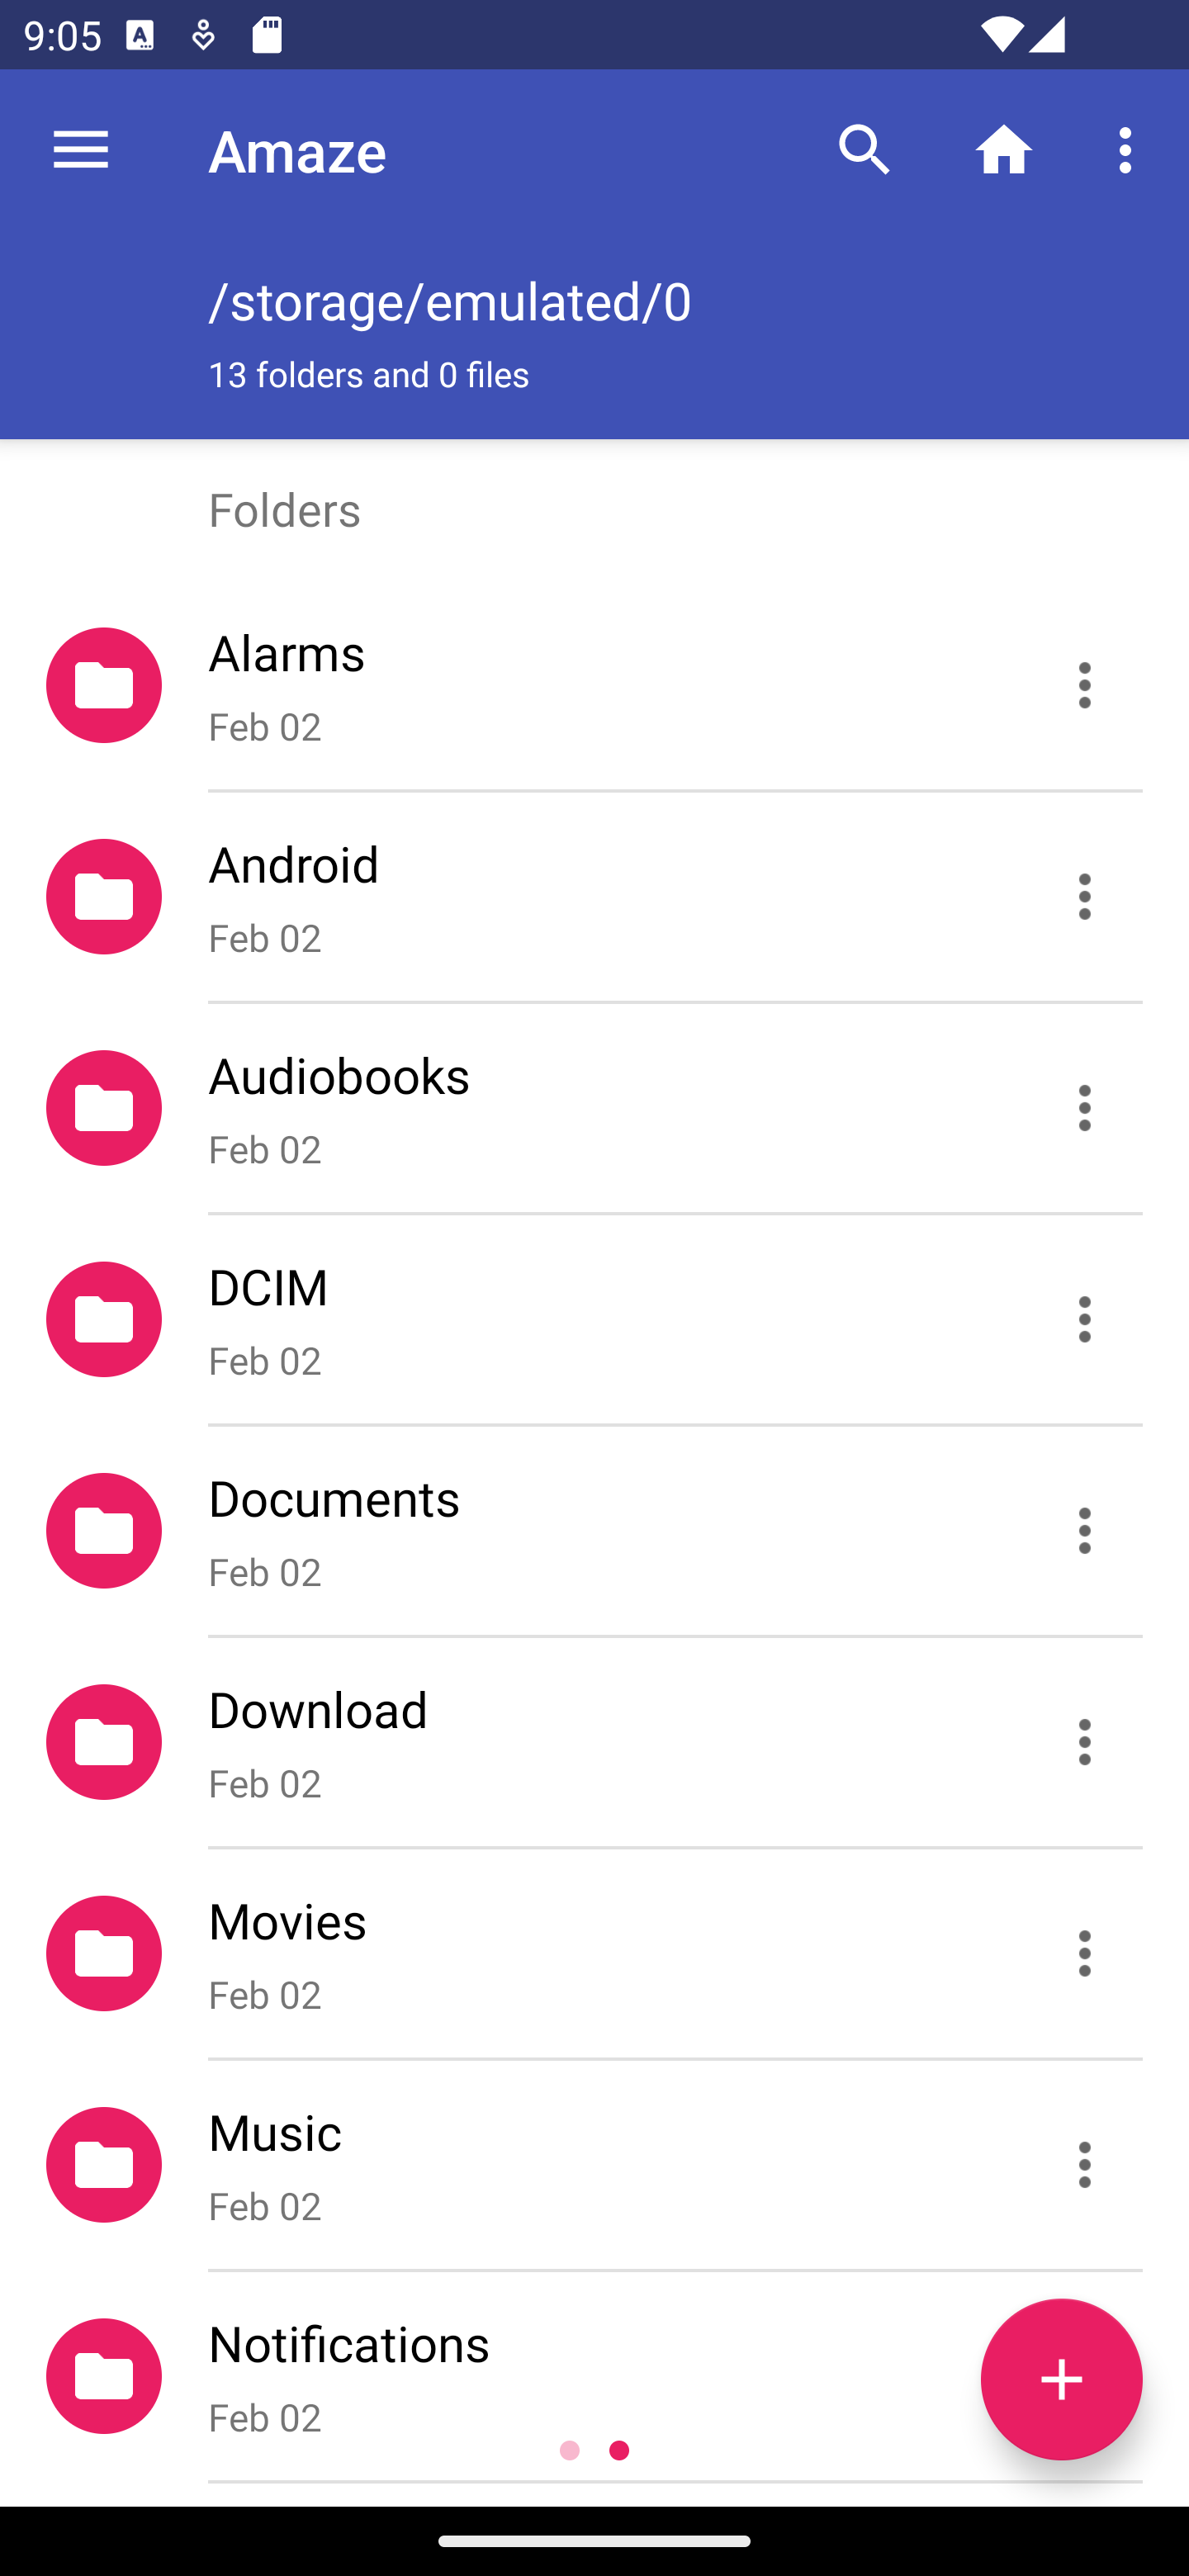 9:05
Amaze
/storage/emulated/0
13 folders and 0 files
Folders
Alarms
Feb 02
Android
Feb 02
Audiobooks
Feb 02
DCIM
Feb 02
Documents
Feb 02
Download
Feb 02
Movies
Feb 02
Music
Feb 02
Notifications
Feb 02